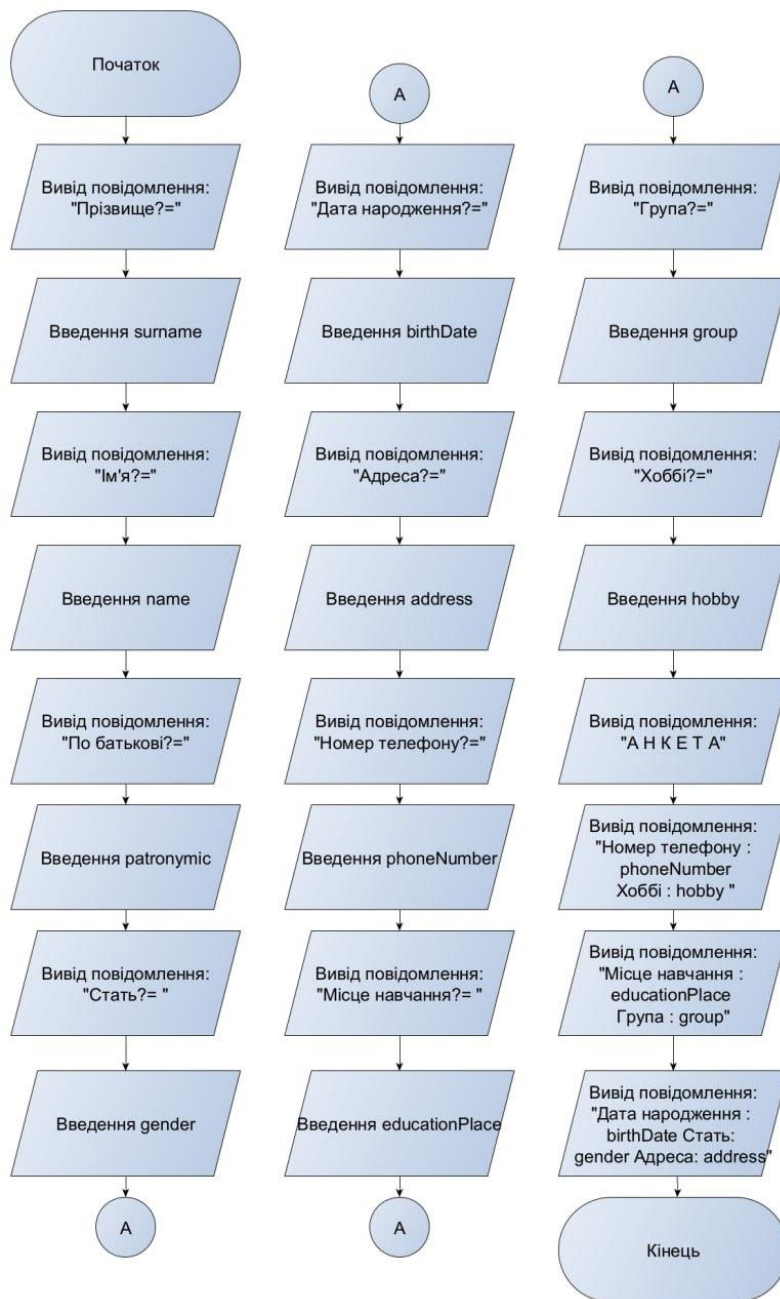 Початок
Вивід повідомлення:
"Прізвище?="
Введення surname
Вивід повідомлення:
"Ім'я?="
Введення name
Вивід повідомлення:
"По батькові?="
Введення patronymic
Вивід повідомлення:
"Стать?= "
Введення gender
А
А
Вивід повідомлення:
"Дата народження?="
Введення birthDate
Вивід повідомлення:
"Адреса?="
Введення address
Вивід повідомлення:
"Номер телефону?="
Введення phoneNumber
Вивід повідомлення:
"Місце навчання?= "
Введення educationPlace
А
А
Вивід повідомлення:
"Група?="
Введення group
Вивід повідомлення:
"Хоббі?="
Введення hobby
Вивід повідомлення:
"А Н К Е Т А"
Вивід повідомлення:
"Номер телефону :
phoneNumber
Хоббі : hobby "
Вивід повідомлення:
"Місце навчання :
educationPlace
Група : group"
Вивід повідомлення:
"Дата народження :
birthDate Стать:
gender Адреса: address"
Кінець